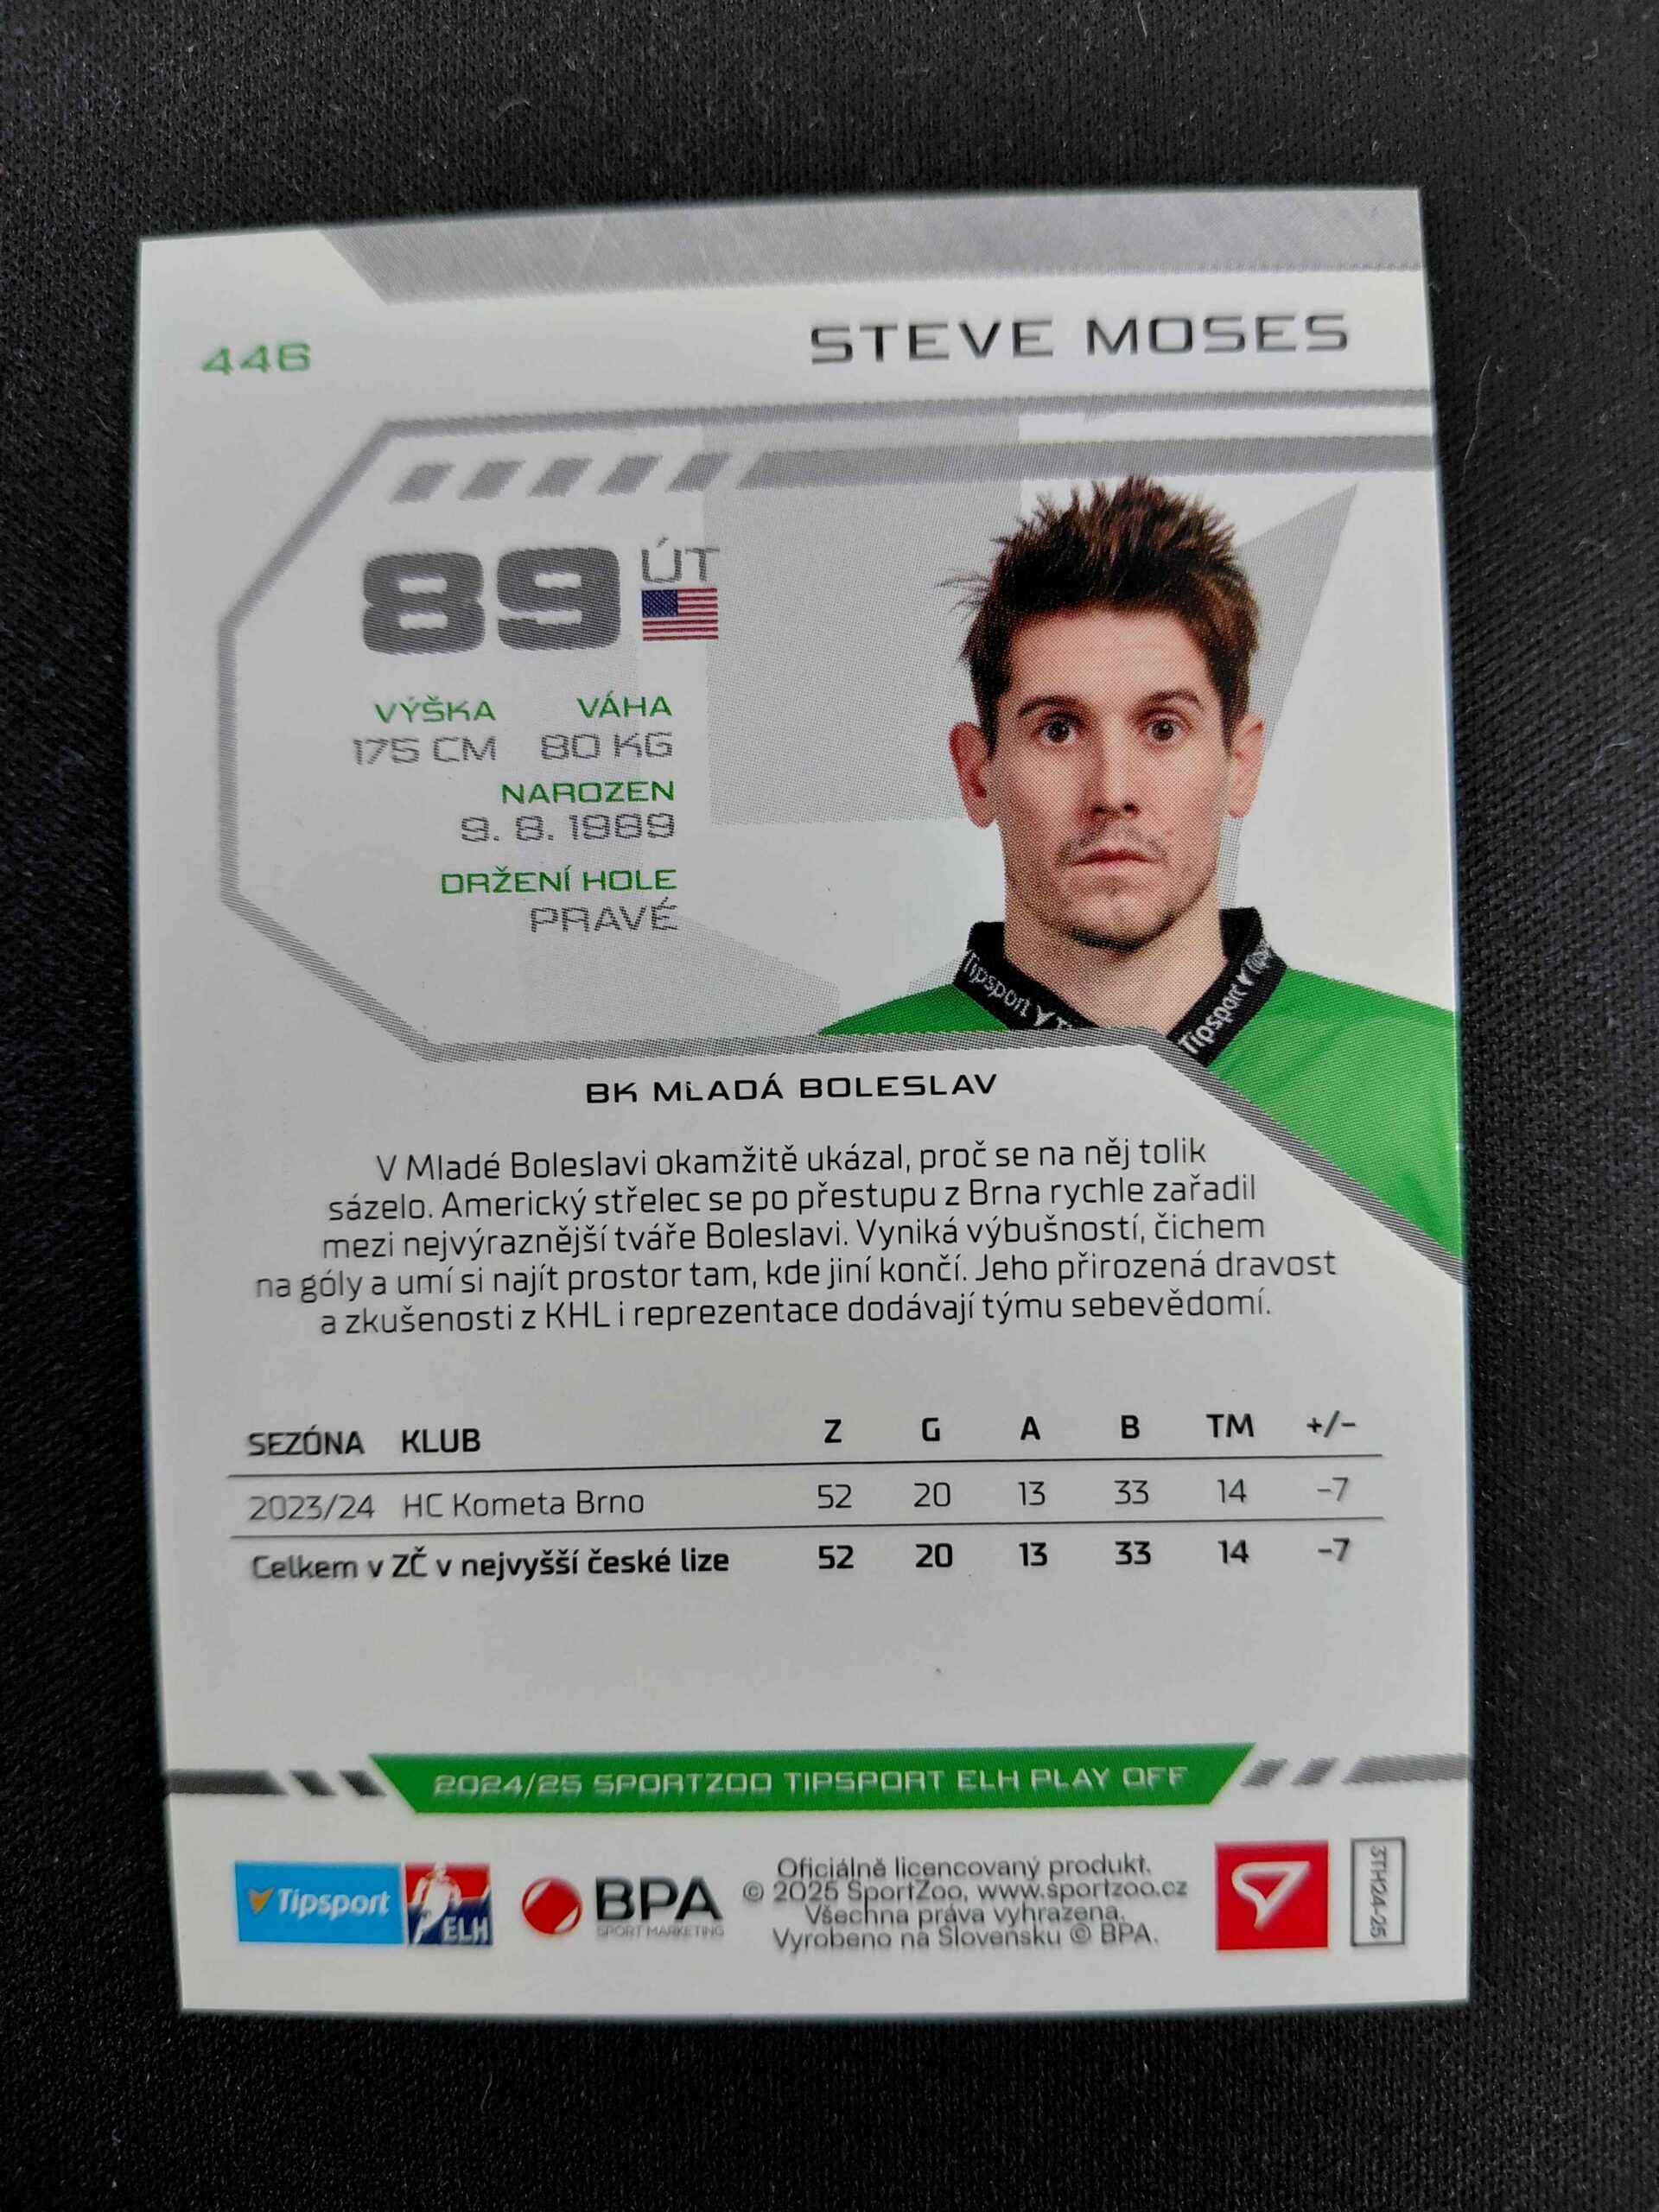 446
STEVE MOSES
89
ÚT
VÝŠKA VÁHA
175 CM 80 KG
NAROZEN
9. 8. 1989
DRŽENÍ HOLE
PRAVÉ
Tipsport
Tipsport
BK MLADÁ BOLESLAV
V Mladé Boleslavi okamžitě ukázal, proč se na něj tolik
sázelo. Americký střelec se po přestupu z Brna rychle zařadil
mezi nejvýraznější tváře Boleslavi. Vyniká výbušností, čichem
na góly a umí si najít prostor tam, kde jiní končí. Jeho přirozená dravost
a zkušenosti z KHL i reprezentace dodávají týmu sebevědomí.
SEZÓNA KLUB Z G A B TM +/–
2023/24 HC Kometa Brno 52 20 13 33 14 –7
Celkem v ZČ v nejvyšší české lize 52 20 13 33 14 –7
2024/25 SPORTZOO TIPSPORT ELH PLAY OFF
Tipsport
ELH
BPA
SPORT MARKETING
Oficiálně licencovaný produkt.
© 2025 SportZoo, www.sportzoo.cz
Všechna práva vyhrazena.
Vyrobeno na Slovensku © BPA.
3TH24-25